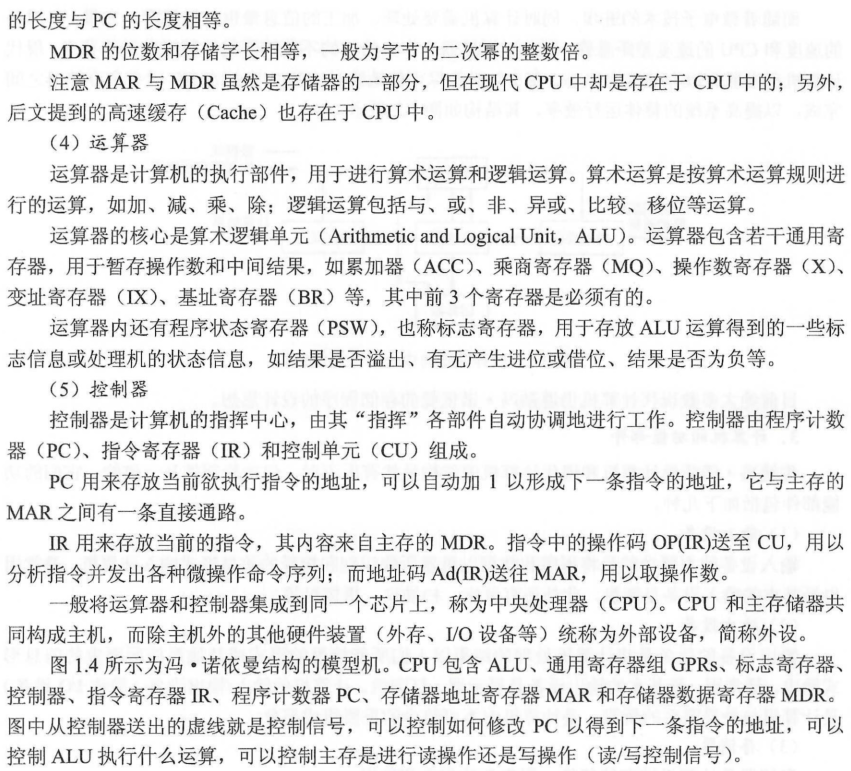 的长度与 PC 的长度相等。
MDR 的位数和存储字长相等，一般为字节的二次幂的整数倍。
注意 MAR 与 MDR 虽然是存储器的一部分，但在现代 CPU 中却是存在于 CPU 中的；另外，
后文提到的高速缓存（Cache）也存在于 CPU 中。
（4）运算器
运算器是计算机的执行部件，用于进行算术运算和逻辑运算。算术运算是按算术运算规则进
行的运算，如加、减、乘、除；逻辑运算包括与、或、非、异或、比较、移位等运算。
运算器的核心是算术逻辑单元（Arithmetic and Logical Unit，ALU）。运算器包含若干通用寄
存器，用于暂存操作数和中间结果，如累加器（ACC）、乘商寄存器（MQ）、操作数寄存器（X）、
变址寄存器（IX）、基址寄存器（BR）等，其中前 3 个寄存器是必须有的。
运算器内还有程序状态寄存器（PSW），也称标志寄存器，用于存放 ALU 运算得到的一些标
志信息或处理机的状态信息，如结果是否溢出、有无产生进位或借位、结果是否为负等。
（5）控制器
控制器是计算机的指挥中心，由其“指挥”各部件自动协调地进行工作。控制器由程序计数
器（PC）、指令寄存器（IR）和控制单元（CU）组成。
PC 用来存放当前欲执行指令的地址，可以自动加 1 以形成下一条指令的地址，它与主存的
MAR 之间有一条直接通路。
IR 用来存放当前的指令，其内容来自主存的 MDR。指令中的操作码 OP(IR)送至 CU，用以
分析指令并发出各种微操作命令序列；而地址码 Ad(IR)送往 MAR，用以取操作数。
一般将运算器和控制器集成到同一个芯片上，称为中央处理器（CPU）。CPU 和主存储器共
同构成主机，而除主机外的其他硬件装置（外存、I/O 设备等）统称为外部设备，简称外设。
图 1.4 所示为冯·诺依曼结构的模型机。CPU 包含 ALU、通用寄存器组 GPRs、标志寄存器、
控制器、指令寄存器 IR、程序计数器 PC、存储器地址寄存器 MAR 和存储器数据寄存器 MDR。
图中从控制器送出的虚线就是控制信号，可以控制如何修改 PC 以得到下一条指令的地址，可以
控制 ALU 执行什么运算，可以控制主存是进行读操作还是写操作（读/写控制信号）。